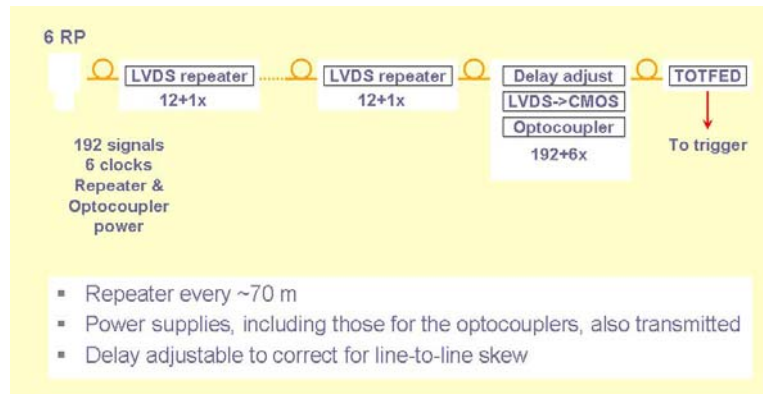 6 RP
LVDS repeater
12+1x
LVDS repeater
12+1x
Delay adjust
LVDS->CMOS
Optocoupler
192+6x
TOTFED
To trigger
192 signals
6 clocks
Repeater &
Optocoupler
power
▪ Repeater every ~70 m
▪ Power supplies, including those for the optocouplers, also transmitted
▪ Delay adjustable to correct for line-to-line skew